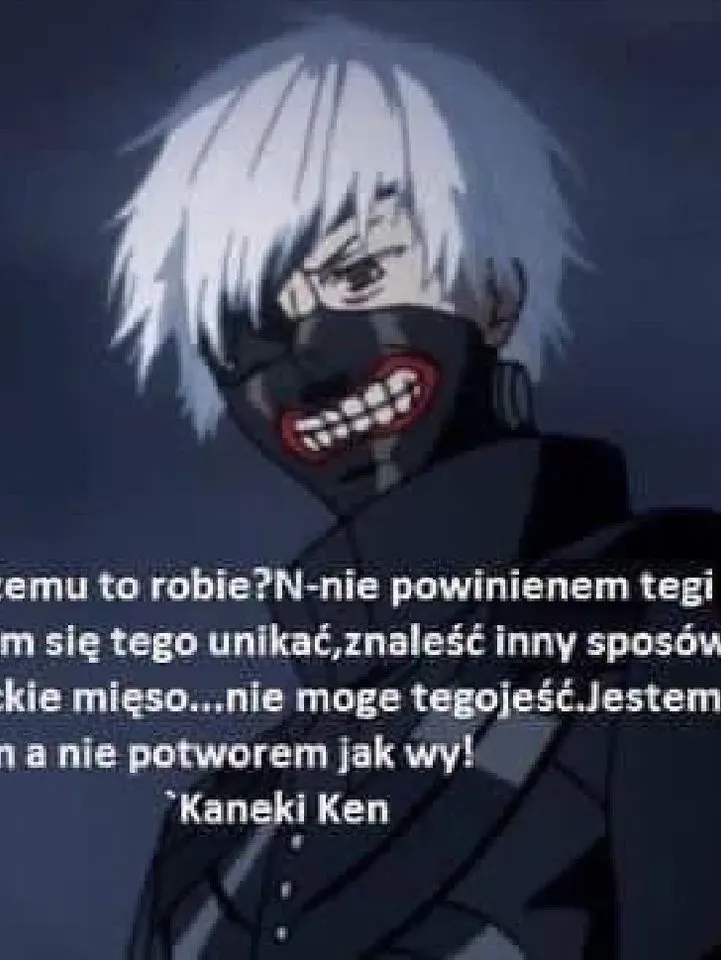 zemu to robie?N-nie powinienem tegi
m się tego unikać,znaleść inny sposów
ckie mięso...nie moge tegojeść.Jestem
n a nie potworem jak wy!
`Kaneki Ken